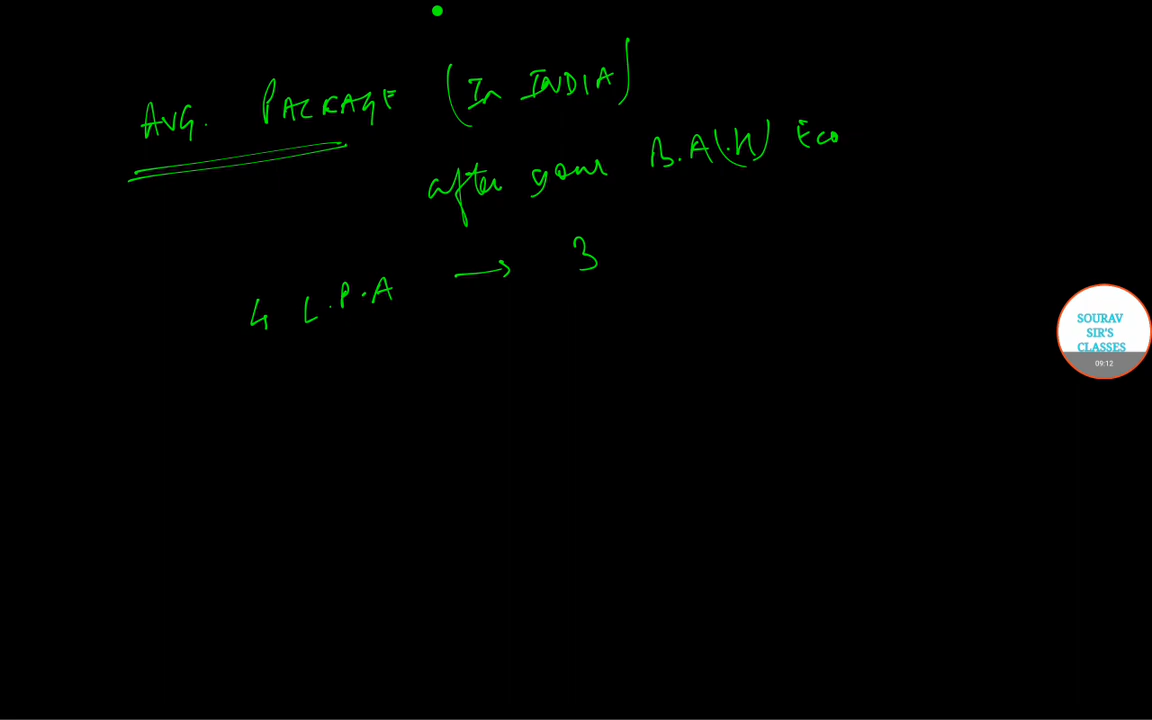 AVG. PACKAGE (In INDIA)
after your B.A(H) Eco
4 L.P.A → 3
SOURAV
SIR'S
CLASSES
09:12